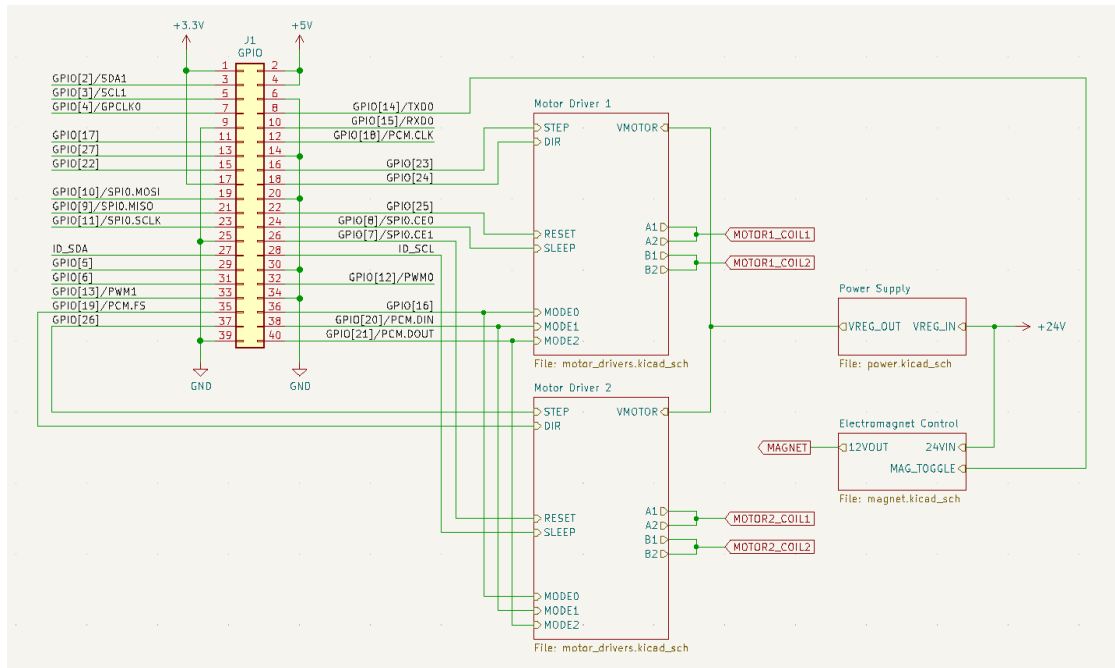 +3.3V
+5V
J1
GPIO
1 2
GPIO[2]/SDA1 3 4
GPIO[3]/SCL1 5 6
GPIO[4]/GPCLK0 7 8 GPIO[14]/TXD0
9 10 GPIO[15]/RXD0
GPIO[17] 11 12 GPIO[18]/PCM.CLK
GPIO[27] 13 14
GPIO[22] 15 16 GPIO[23]
17 18 GPIO[24]
GPIO[10]/SPI0.MOSI 19 20
GPIO[9]/SPI0.MISO 21 22 GPIO[25]
GPIO[11]/SPI0.SCLK 23 24 GPIO[8]/SPI0.CE0
25 26 GPIO[7]/SPI0.CE1
ID_SDA 27 28 ID_SCL
GPIO[5] 29 30
GPIO[6] 31 32 GPIO[12]/PWM0
GPIO[13]/PWM1 33 34
GPIO[19]/PCM.FS 35 36 GPIO[16]
GPIO[26] 37 38 GPIO[20]/PCM.DIN
39 40 GPIO[21]/PCM.DOUT
GND
GND
Motor Driver 1
STEP VMOTOR
DIR
A1
RESET A2
SLEEP B1
B2
MODE0
MODE1
MODE2
MOTOR1_COIL1
MOTOR1_COIL2
File: motor_drivers.kicad_sch
Motor Driver 2
STEP VMOTOR
DIR
A1
RESET A2
SLEEP B1
B2
MODE0
MODE1
MODE2
MOTOR2_COIL1
MOTOR2_COIL2
File: motor_drivers.kicad_sch
Power Supply
VREG_OUT VREG_IN
+24V
File: power.kicad_sch
Electromagnet Control
MAGNET
12VOUT 24VIN
MAG_TOGGLE
File: magnet.kicad_sch